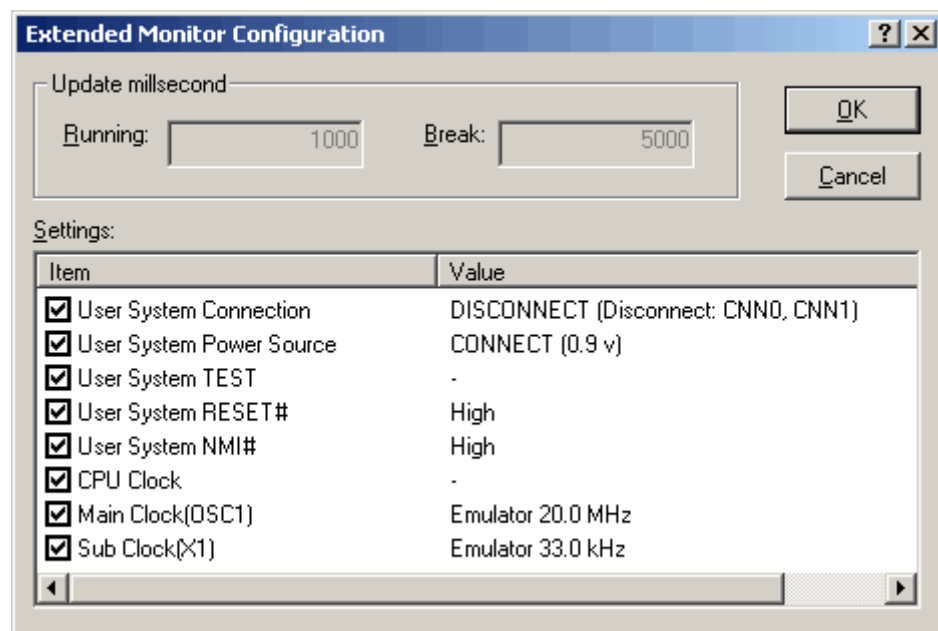 Extended Monitor Configuration
Update millsecond
Running: 1000 Break: 5000
OK
Cancel
Settings:
Item Value
User System Connection DISCONNECT (Disconnect: CNN0, CNN1)
User System Power Source CONNECT (0.9 v)
User System TEST -
User System RESET# High
User System NMI# High
CPU Clock -
Main Clock(OSC1) Emulator 20.0 MHz
Sub Clock(X1) Emulator 33.0 kHz